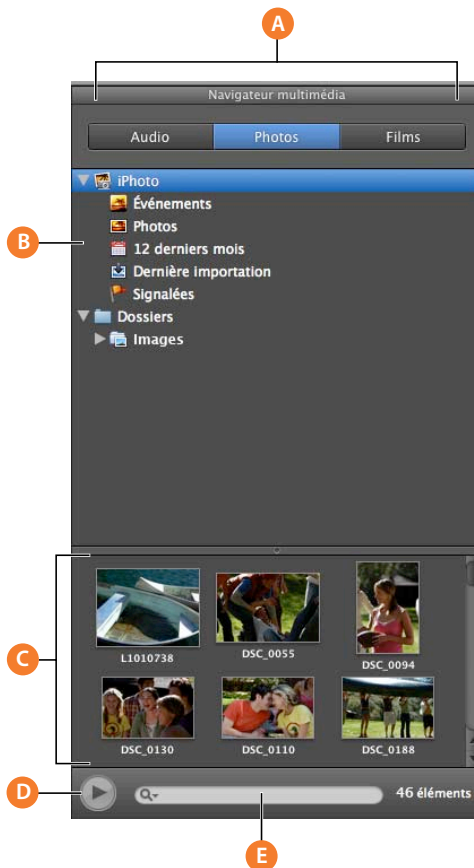 A
Navigateur multimédia
Audio Photos Films
iPhoto
Événements
B
Photos
12 derniers mois
Dernière importation
Signalées
Dossiers
Images
C
L1010738 DSC_0055 DSC_0094
DSC_0130 DSC_0110 DSC_0188
D
46 éléments
E